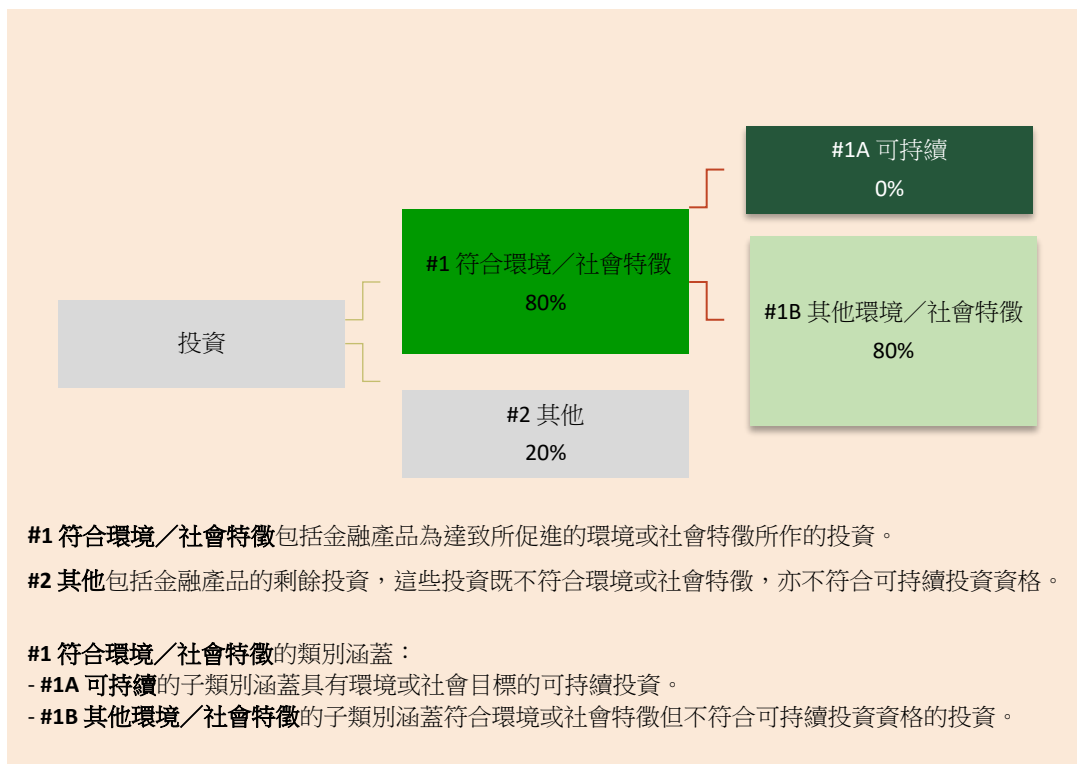 #1A 可持續
0%
#1 符合環境／社會特徵
80%
#1B 其他環境／社會特徵
80%
投資
#2 其他
20%
#1 符合環境／社會特徵包括金融產品為達致所促進的環境或社會特徵所作的投資。
#2 其他包括金融產品的剩餘投資，這些投資既不符合環境或社會特徵，亦不符合可持續投資資格。
#1 符合環境／社會特徵的類別涵蓋：
- #1A 可持續的子類別涵蓋具有環境或社會目標的可持續投資。
- #1B 其他環境／社會特徵的子類別涵蓋符合環境或社會特徵但不符合可持續投資資格的投資。